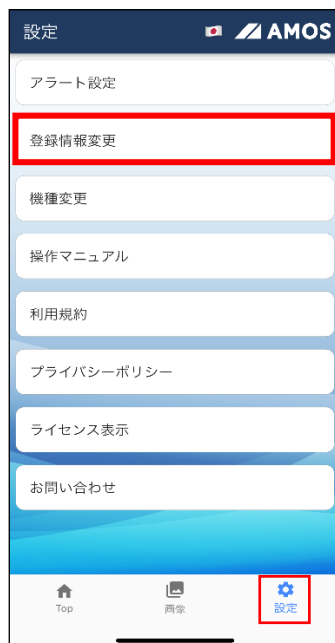 設定
AMOS
アラート設定
登録情報変更
機種変更
操作マニュアル
利用規約
プライバシーポリシー
ライセンス表示
お問い合わせ
Top
画像
設定